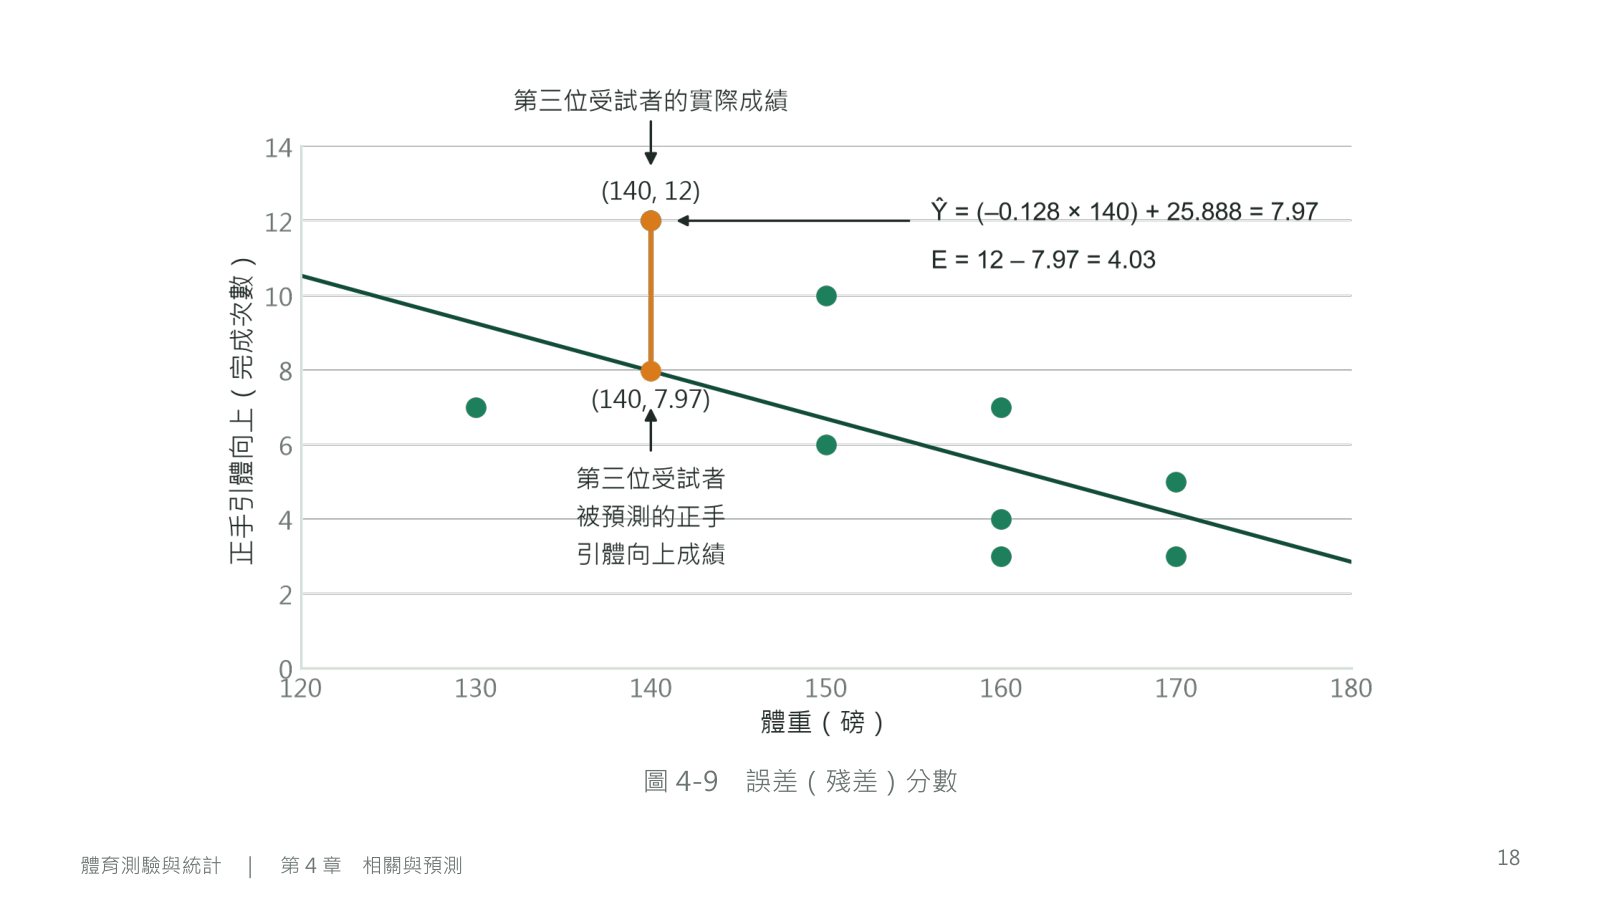 第三位受試者的實際成績
14
(140, 12)
Ŷ = (–0.128 × 140) + 25.888 = 7.97
12
E = 12 – 7.97 = 4.03
10
8
(140, 7.97)
6
第三位受試者
被預測的正手
引體向上成績
4
2
0
正手引體向上（完成次數）
120 130 140 150 160 170 180
體重（磅）
圖 4-9 誤差（殘差）分數
體育測驗與統計 | 第 4 章 相關與預測
18